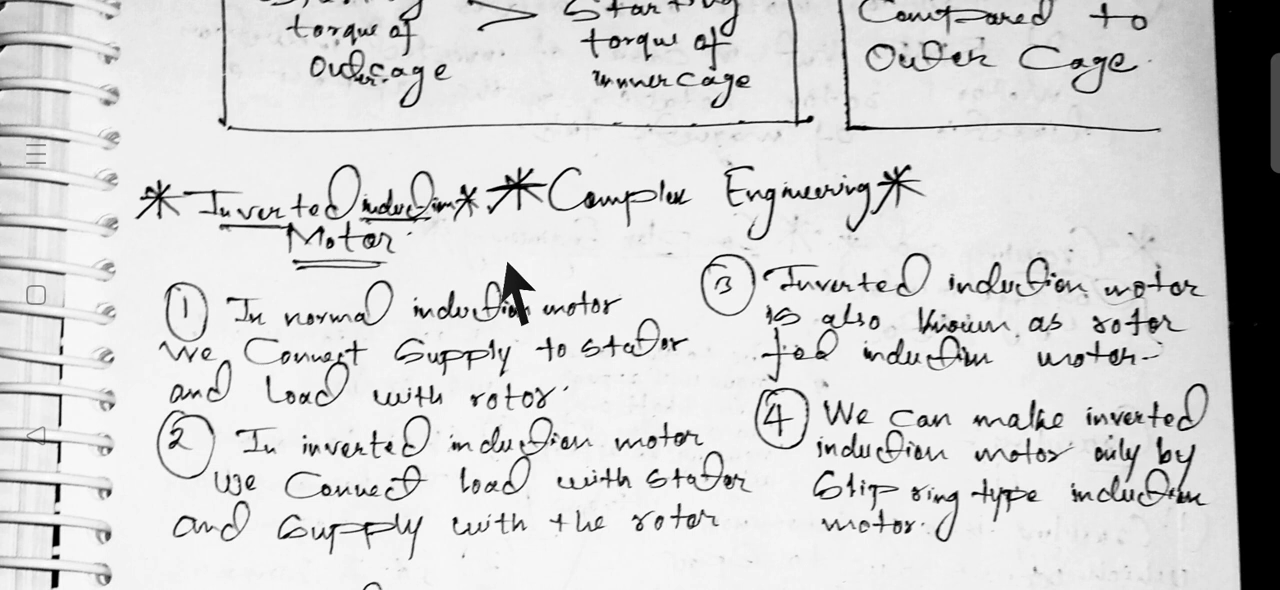 torque of
outer cage
>
Starting
torque of
inner cage
Compared to
Outer Cage.
* Inverted induction * * Complex Engineering *
Motor
① In normal induction motor
We Connect Supply to stator
and Load with rotor.
② In inverted induction motor
We Connect load with stator
and Supply with the rotor
③ Inverted induction motor
is also known as rotor
fed induction motor-
④ We can make inverted
induction motor only by
Slip ring type induction
motor.